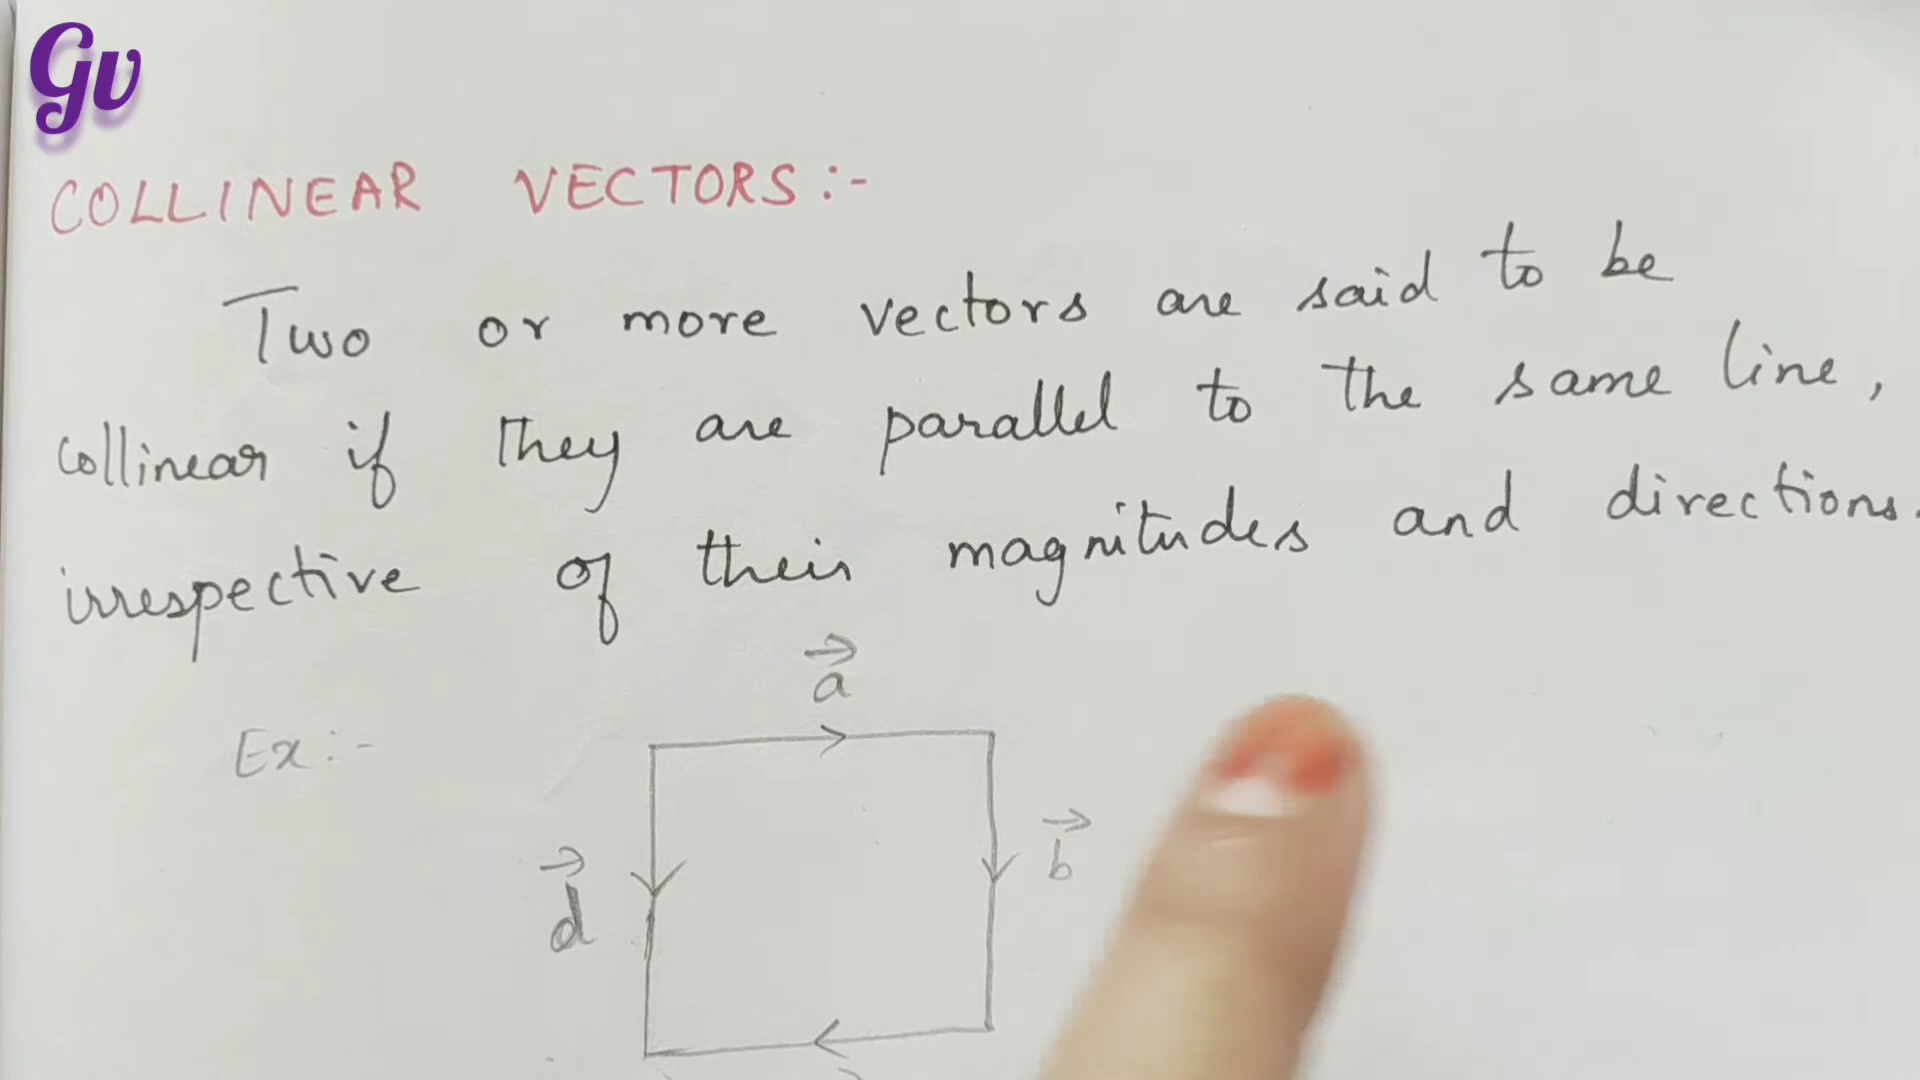 Gv
COLLINEAR VECTORS:-
Two or more vectors are said to be
collinear if they are parallel to the same line,
irrespective of their magnitudes and directions.
Ex:-
a
b
d